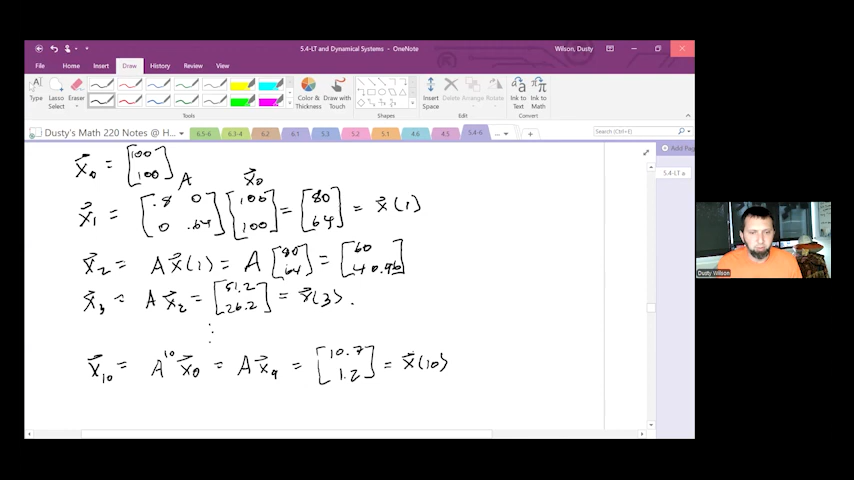 5.4-LT and Dynamical Systems - OneNote
Wilson, Dusty
File Home Insert Draw History Review View
Type Lasso Select Eraser Color & Thickness Draw with Touch Insert Space Delete Arrange Rotate Ink to Text Ink to Math
Tools Shapes Edit Convert
Dusty's Math 220 Notes @ H... 6.5-6 6.3-4 6.2 6.1 5.3 5.2 5.1 4.6 4.5 5.4-6 ... + Search (Ctrl+E)
Add Pag
5.4-LT a
x⃗₀ = [100; 100]
A x⃗₀
x⃗₁ = [.8 0; 0 .64] [100; 100] = [80; 64] = x⃗(1)
x⃗₂ = A x⃗(1) = A [80; 64] = [60; 40.96]
x⃗₃ = A x⃗₂ = [51.2; 26.2] = x⃗(3).
⋮
x⃗₁₀ = A¹⁰ x⃗₀ = A x⃗₉ = [10.7; 1.2] = x⃗(10)
Dusty Wilson